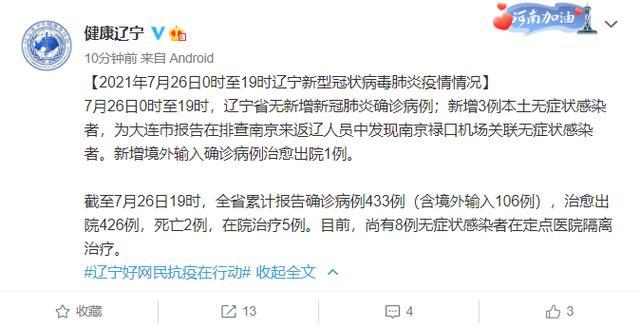 健康辽宁
河南加油
10分钟前 来自 Android
【2021年7月26日0时至19时辽宁新型冠状病毒肺炎疫情情况】
7月26日0时至19时，辽宁省无新增新冠肺炎确诊病例；新增3例本土无症状感染
者，为大连市报告在排查南京来返辽人员中发现南京禄口机场关联无症状感染
者。新增境外输入确诊病例治愈出院1例。
截至7月26日19时，全省累计报告确诊病例433例（含境外输入106例），治愈出
院426例，死亡2例，在院治疗5例。目前，尚有8例无症状感染者在定点医院隔离
治疗。
#辽宁好网民抗疫在行动# 收起全文
收藏 13 4 3